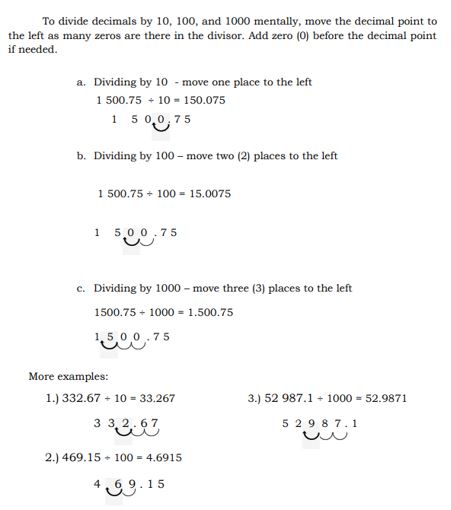 To divide decimals by 10, 100, and 1000 mentally, move the decimal point to
the left as many zeros as there in the divisor. Add zero (0) before the decimal point
if needed.
a. Dividing by 10 - move one place to the left
1 500.75 ÷ 10 = 150.075
1 5 0 0 . 7 5
b. Dividing by 100 – move two (2) places to the left
1 500.75 ÷ 100 = 15.0075
1 5 0 0 . 7 5
c. Dividing by 1000 – move three (3) places to the left
1500.75 ÷ 1000 = 1.500.75
1 5 0 0 . 7 5
More examples:
1.) 332.67 ÷ 10 = 33.267
3 3 2 . 6 7
2.) 469.15 ÷ 100 = 4.6915
4 6 9 . 1 5
3.) 52 987.1 ÷ 1000 = 52.9871
5 2 9 8 7 . 1